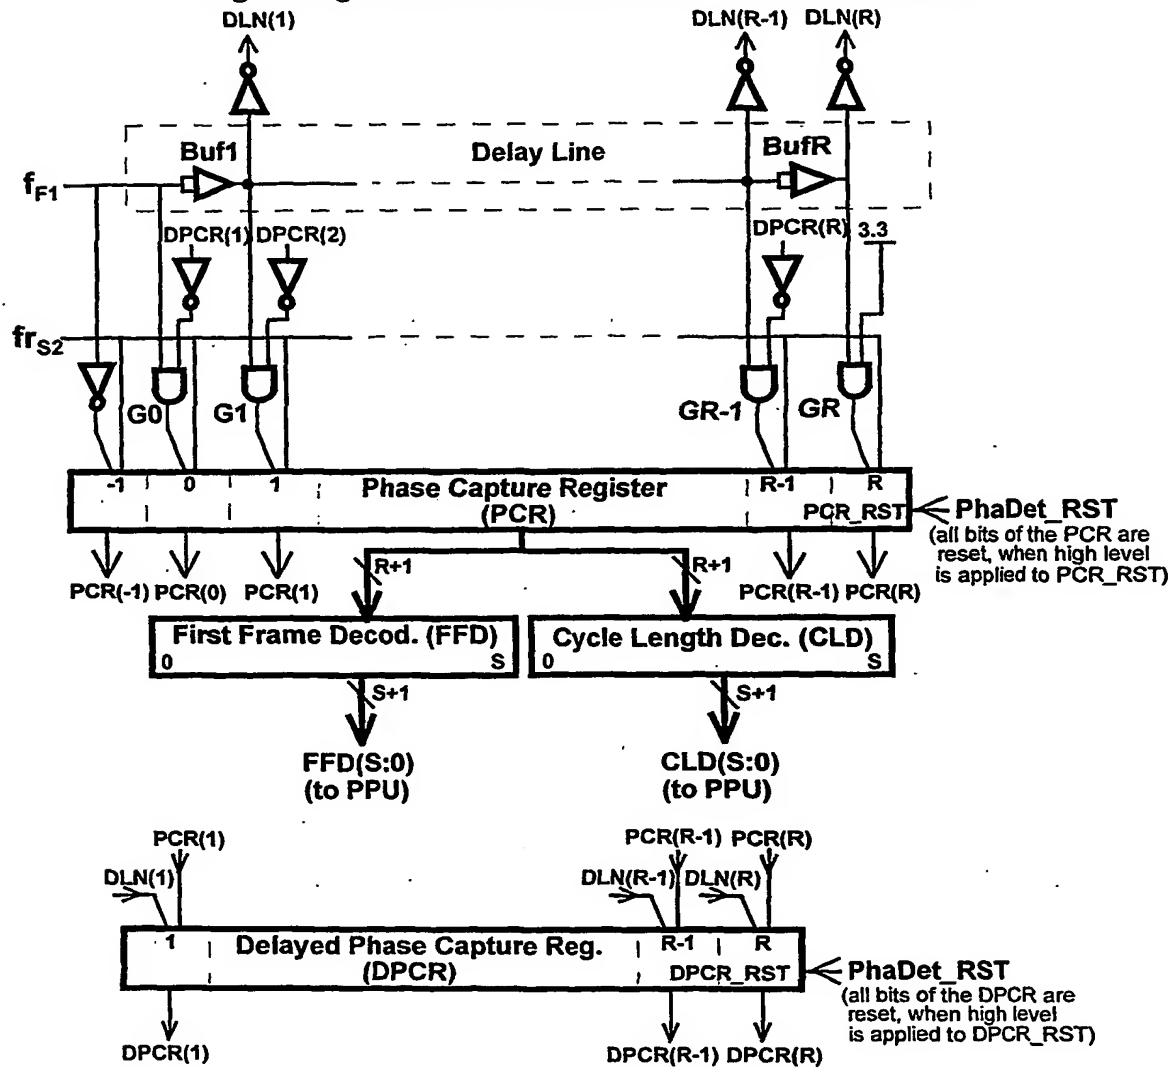 DLN(1) DLN(R-1) DLN(R)
Buf1 Delay Line BufR
fF1
DPCR(1) DPCR(2) DPCR(R) 3.3
frS2
G0 G1 GR-1 GR
-1 0 1 Phase Capture Register R-1 R
(PCR) PCR_RST
PhaDet_RST
(all bits of the PCR are
reset, when high level
is applied to PCR_RST)
R+1 R+1
PCR(-1) PCR(0) PCR(1) PCR(R-1) PCR(R)
First Frame Decod. (FFD) Cycle Length Dec. (CLD)
0 S 0 S
S+1 S+1
FFD(S:0) CLD(S:0)
(to PPU) (to PPU)
PCR(1) PCR(R-1) PCR(R)
DLN(1) DLN(R-1) DLN(R)
1 Delayed Phase Capture Reg. R-1 R
(DPCR) DPCR_RST
PhaDet_RST
(all bits of the DPCR are
reset, when high level
is applied to DPCR_RST)
DPCR(1) DPCR(R-1) DPCR(R)